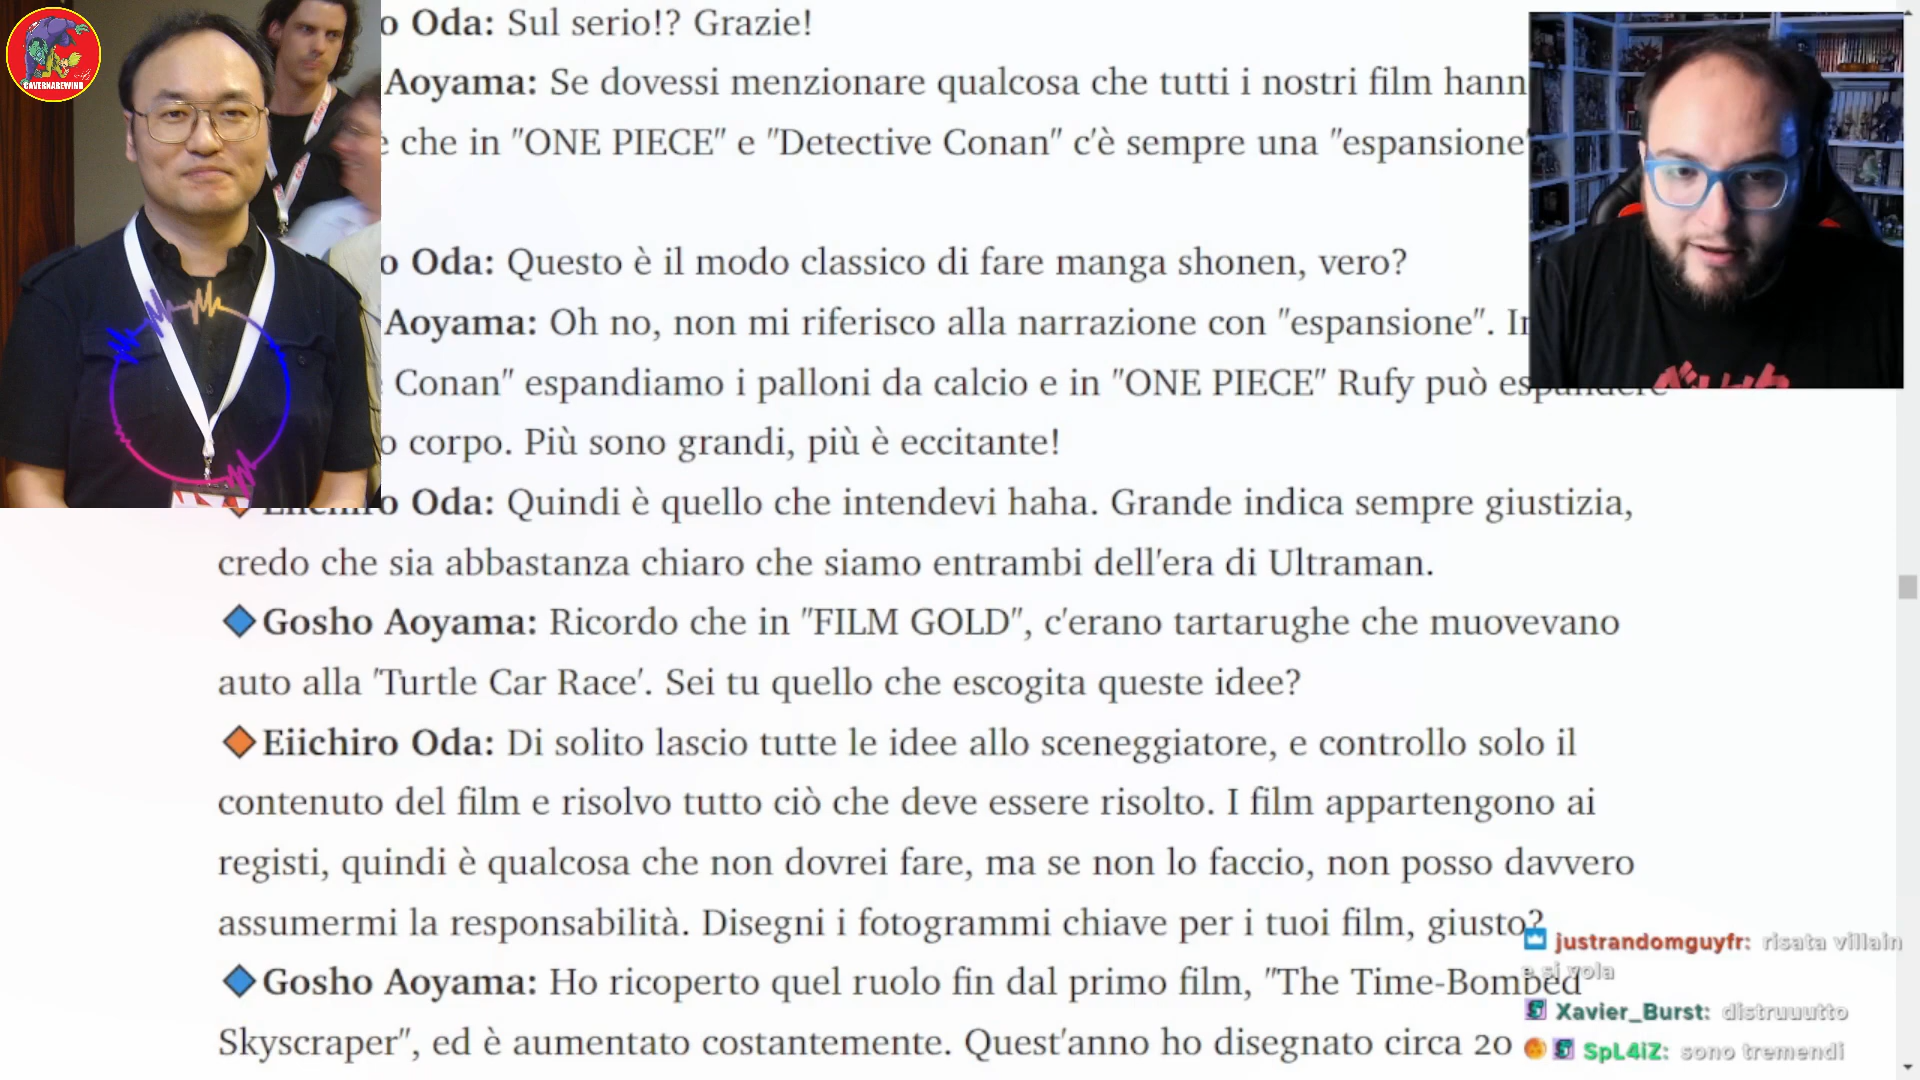 CAVERNAREWIND
o Oda: Sul serio!? Grazie!
Aoyama: Se dovessi menzionare qualcosa che tutti i nostri film hann
è che in "ONE PIECE" e "Detective Conan" c'è sempre una "espansione"
o Oda: Questo è il modo classico di fare manga shonen, vero?
Aoyama: Oh no, non mi riferisco alla narrazione con "espansione". In
Conan" espandiamo i palloni da calcio e in "ONE PIECE" Rufy può espandere
o corpo. Più sono grandi, più è eccitante!
Eiichiro Oda: Quindi è quello che intendevi haha. Grande indica sempre giustizia,
credo che sia abbastanza chiaro che siamo entrambi dell'era di Ultraman.
Gosho Aoyama: Ricordo che in "FILM GOLD", c'erano tartarughe che muovevano
auto alla 'Turtle Car Race'. Sei tu quello che escogita queste idee?
Eiichiro Oda: Di solito lascio tutte le idee allo sceneggiatore, e controllo solo il
contenuto del film e risolvo tutto ciò che deve essere risolto. I film appartengono ai
registi, quindi è qualcosa che non dovrei fare, ma se non lo faccio, non posso davvero
assumermi la responsabilità. Disegni i fotogrammi chiave per i tuoi film, giusto?
Gosho Aoyama: Ho ricoperto quel ruolo fin dal primo film, "The Time-Bombed
Skyscraper", ed è aumentato costantemente. Quest'anno ho disegnato circa 20
justrandomguyfr: risata villain
e si vola
Xavier_Burst: distruuutto
SpL4iZ: sono tremendi